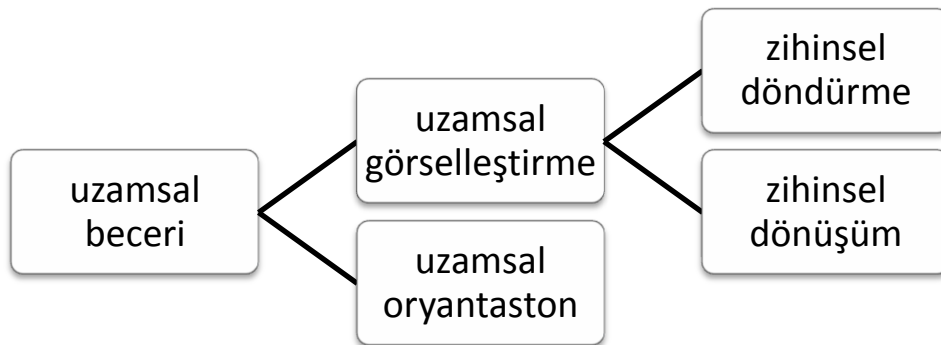 uzamsal
beceri
uzamsal
görselleştirme
uzamsal
oryantaston
zihinsel
döndürme
zihinsel
dönüşüm